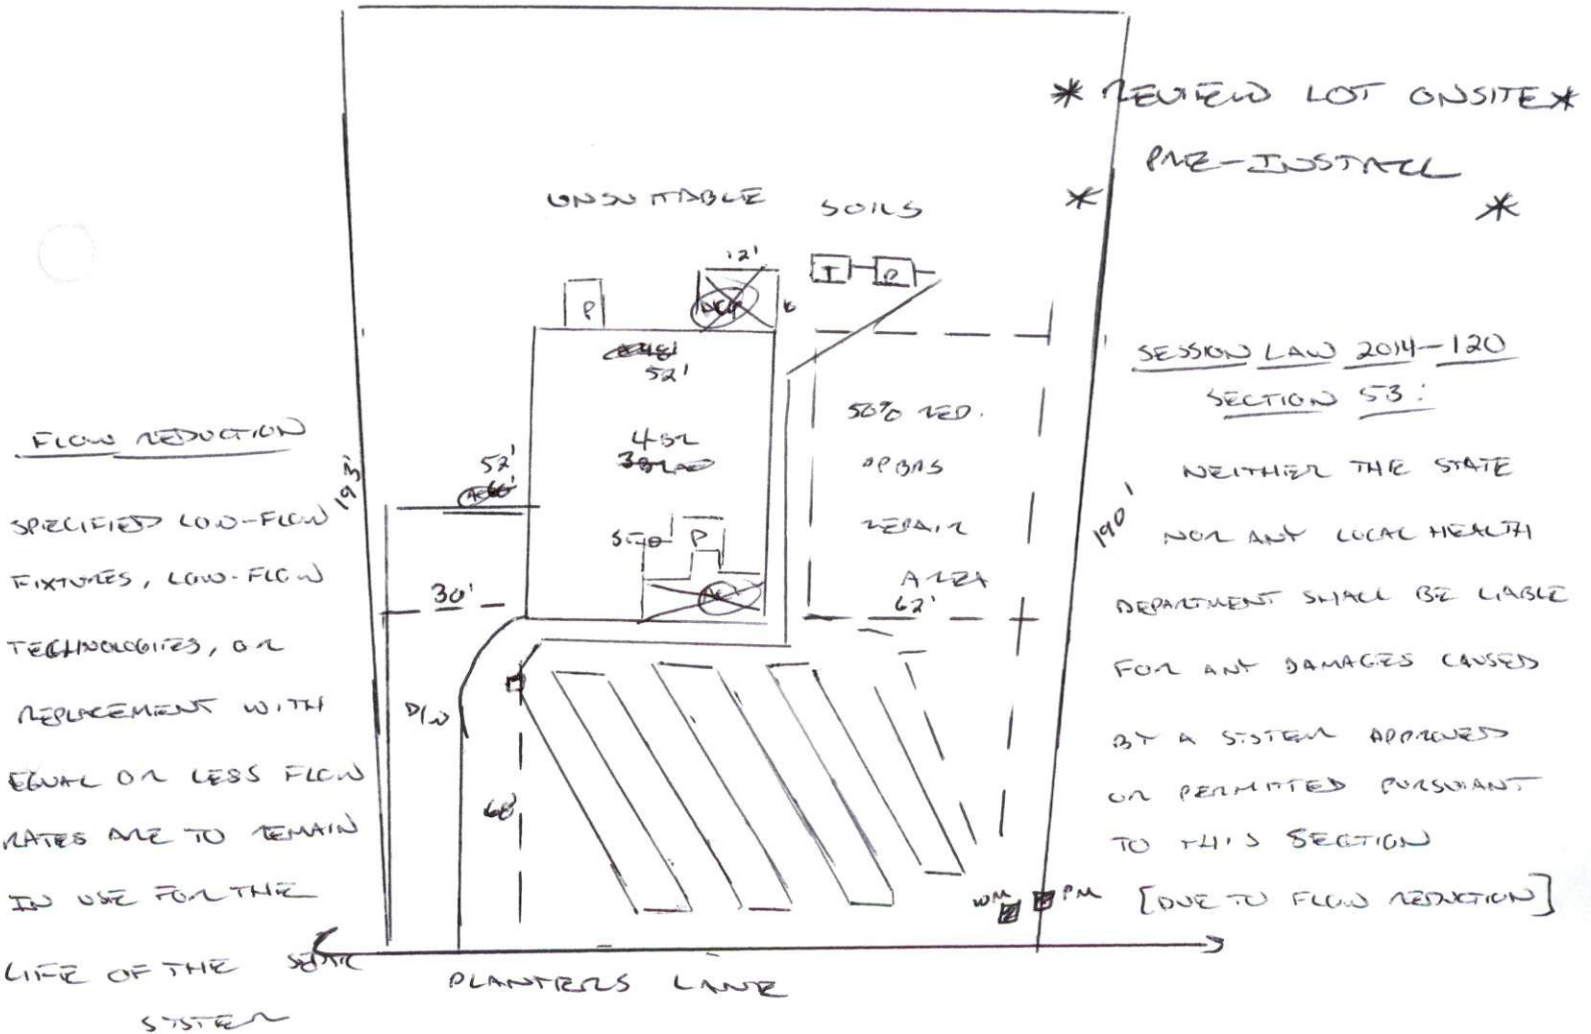 * REVIEW LOT ONSITE *
PRE-INSTALL
* *
UNSUITABLE SOILS
12'
T
P
P
52'
SESSION LAW 2014-120
SECTION 53:
50% RED.
4BR
3BR
PPBPS
REPAIR
AREA
62'
NEITHER THE STATE
NOR ANY LOCAL HEALTH
DEPARTMENT SHALL BE LIABLE
FOR ANY DAMAGES CAUSED
BY A SYSTEM APPROVED
OR PERMITTED PURSUANT
TO THIS SECTION
[DUE TO FLOW REDUCTION]
FLOW REDUCTION
193'
52'
190'
SPECIFIED LOW-FLOW
FIXTURES, LOW-FLOW
TECHNOLOGIES, OR
REPLACEMENT WITH
EQUAL OR LESS FLOW
RATES ARE TO REMAIN
IN USE FOR THE
LIFE OF THE SEPTIC
SYSTEM
P
30'
D/W
68'
WM
PM
PLANTERS LANE